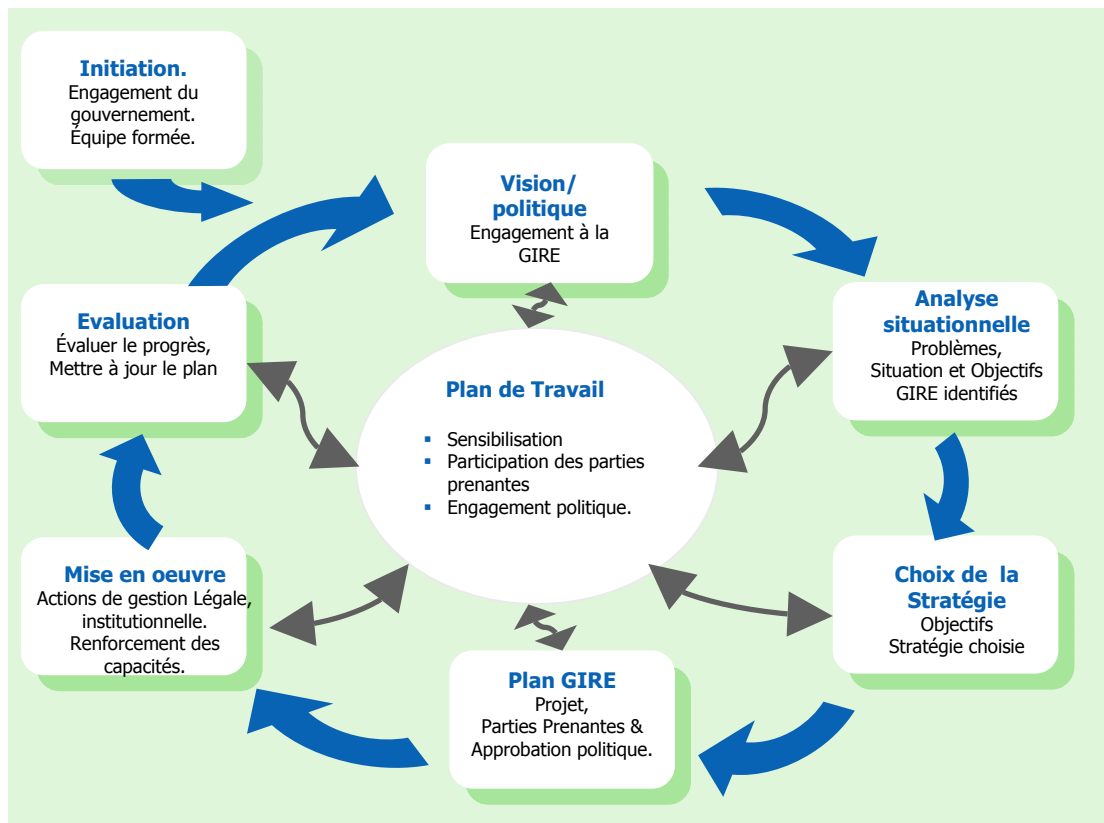 Initiation.
Engagement du
gouvernement.
Équipe formée.
Vision/
politique
Engagement à la
GIRE
Analyse
situationnelle
Problèmes,
Situation et Objectifs
GIRE identifiés
Choix de la
Stratégie
Objectifs
Stratégie choisie
Plan GIRE
Projet,
Parties Prenantes &
Approbation politique.
Mise en oeuvre
Actions de gestion Légale,
institutionnelle.
Renforcement des
capacités.
Evaluation
Évaluer le progrès,
Mettre à jour le plan
Plan de Travail
▪ Sensibilisation
▪ Participation des parties
prenantes
▪ Engagement politique.